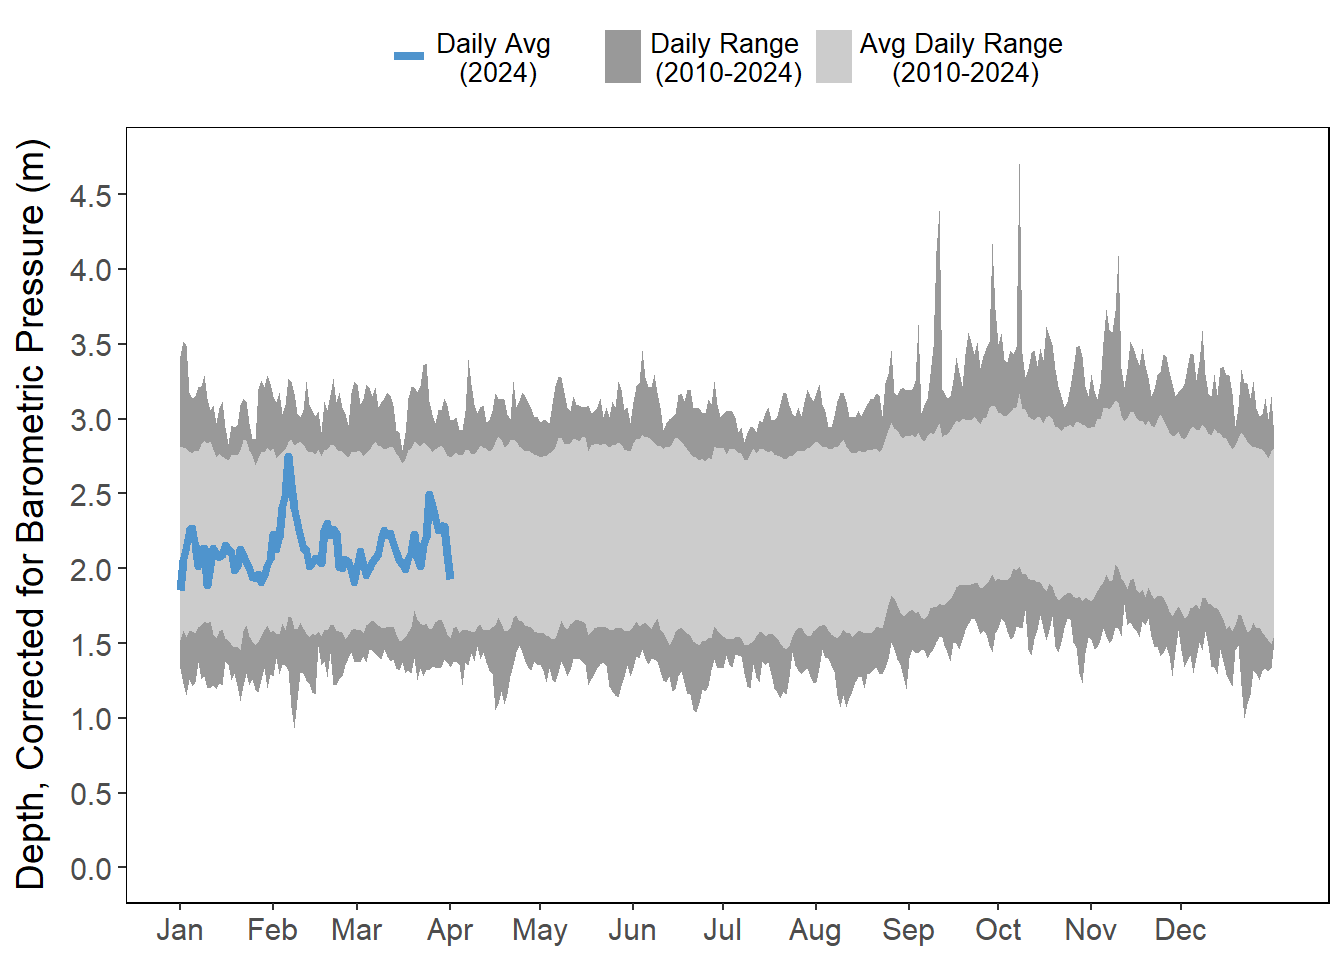 Daily Avg
(2024)
Daily Range
(2010-2024)
Avg Daily Range
(2010-2024)
Depth, Corrected for Barometric Pressure (m)
4.5
4.0
3.5
3.0
2.5
2.0
1.5
1.0
0.5
0.0
Jan Feb Mar Apr May Jun Jul Aug Sep Oct Nov Dec